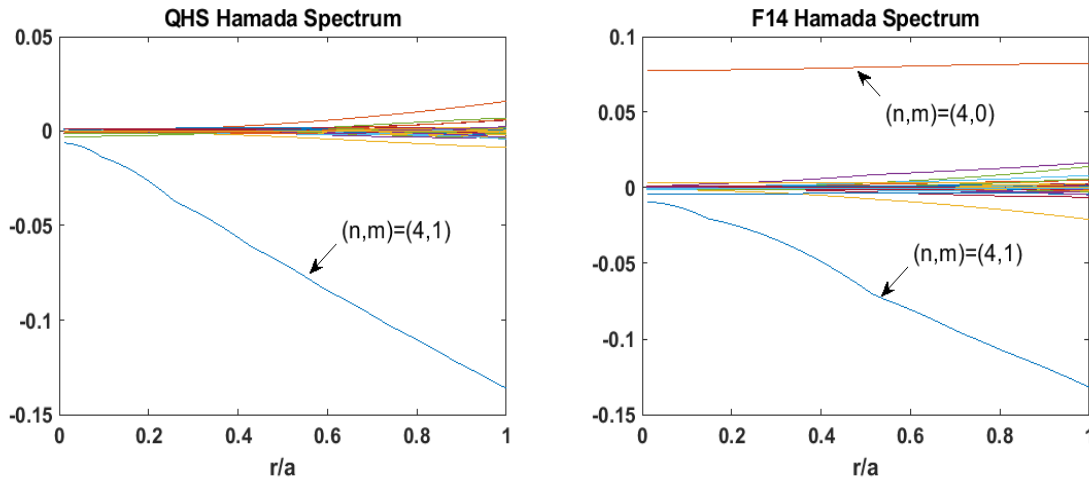 QHS Hamada Spectrum
0.05
0
-0.05
-0.1
-0.15
(n,m)=(4,1)
0 0.2 0.4 0.6 0.8 1
r/a
F14 Hamada Spectrum
0.1
0.05
0
-0.05
-0.1
-0.15
(n,m)=(4,0)
(n,m)=(4,1)
0 0.2 0.4 0.6 0.8 1
r/a